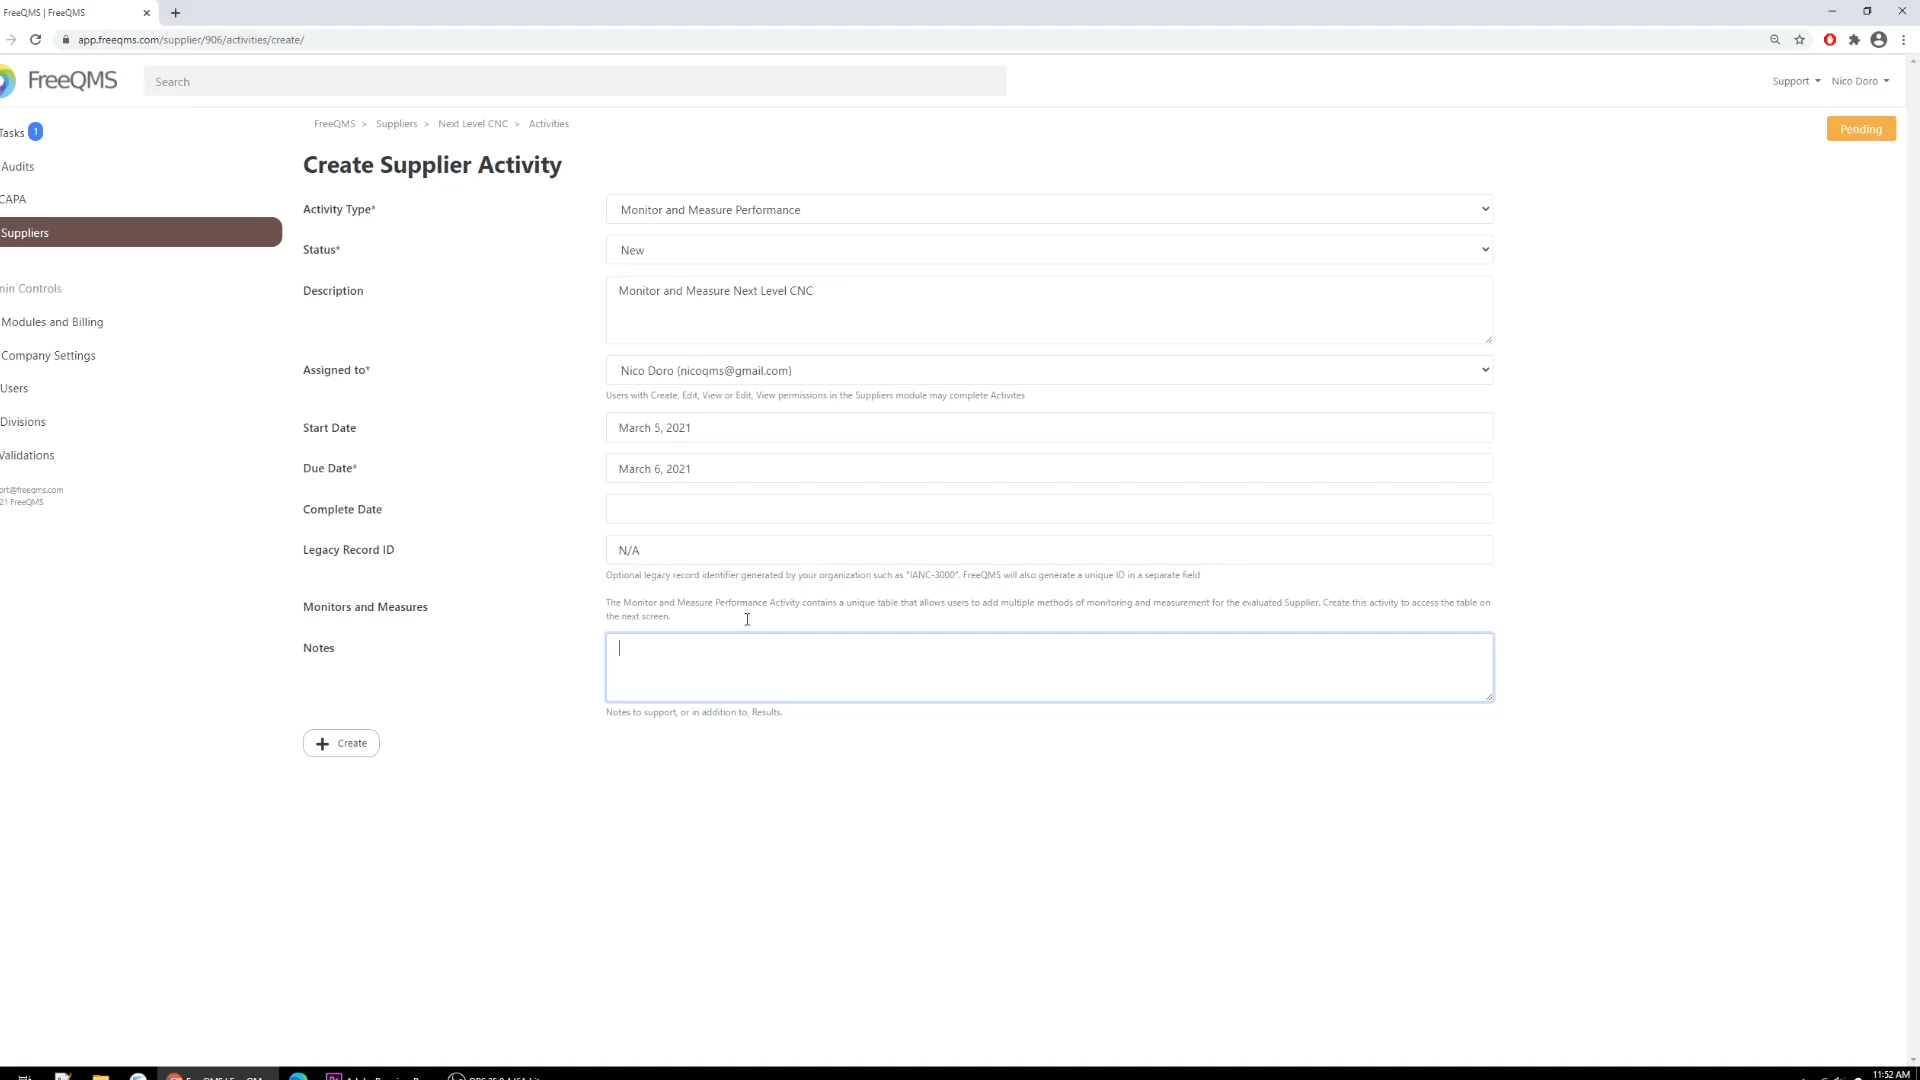 FreeQMS | FreeQMS
app.freeqms.com/supplier/906/activities/create/
FreeQMS
Search
Support
Nico Doro
Tasks 1
Audits
CAPA
Suppliers
min Controls
Modules and Billing
Company Settings
Users
Divisions
Validations
ort@freeqms.com
21 FreeQMS
FreeQMS > Suppliers > Next Level CNC > Activities
Pending
Create Supplier Activity
Activity Type*
Monitor and Measure Performance
Status*
New
Description
Monitor and Measure Next Level CNC
Assigned to*
Nico Doro (nicoqms@gmail.com)
Users with Create, Edit, View or Edit, View permissions in the Suppliers module may complete Activites
Start Date
March 5, 2021
Due Date*
March 6, 2021
Complete Date
Legacy Record ID
N/A
Optional legacy record identifier generated by your organization such as "IANC-3000". FreeQMS will also generate a unique ID in a separate field
Monitors and Measures
The Monitor and Measure Performance Activity contains a unique table that allows users to add multiple methods of monitoring and measurement for the evaluated Supplier. Create this activity to access the table on
the next screen.
Notes
Notes to support, or in addition to, Results.
Create
11:52 AM